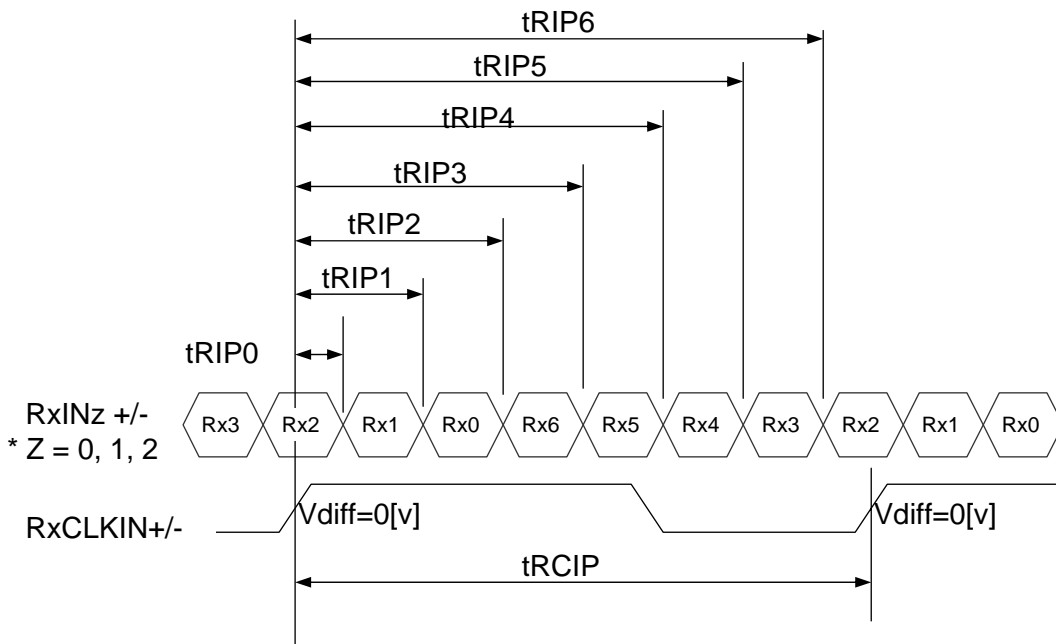 tRIP6
tRIP5
tRIP4
tRIP3
tRIP2
tRIP1
tRIP0
RxINz +/-
* Z = 0, 1, 2
Rx3 Rx2 Rx1 Rx0 Rx6 Rx5 Rx4 Rx3 Rx2 Rx1 Rx0
RxCLKIN+/-
Vdiff=0[v] Vdiff=0[v]
tRCIP